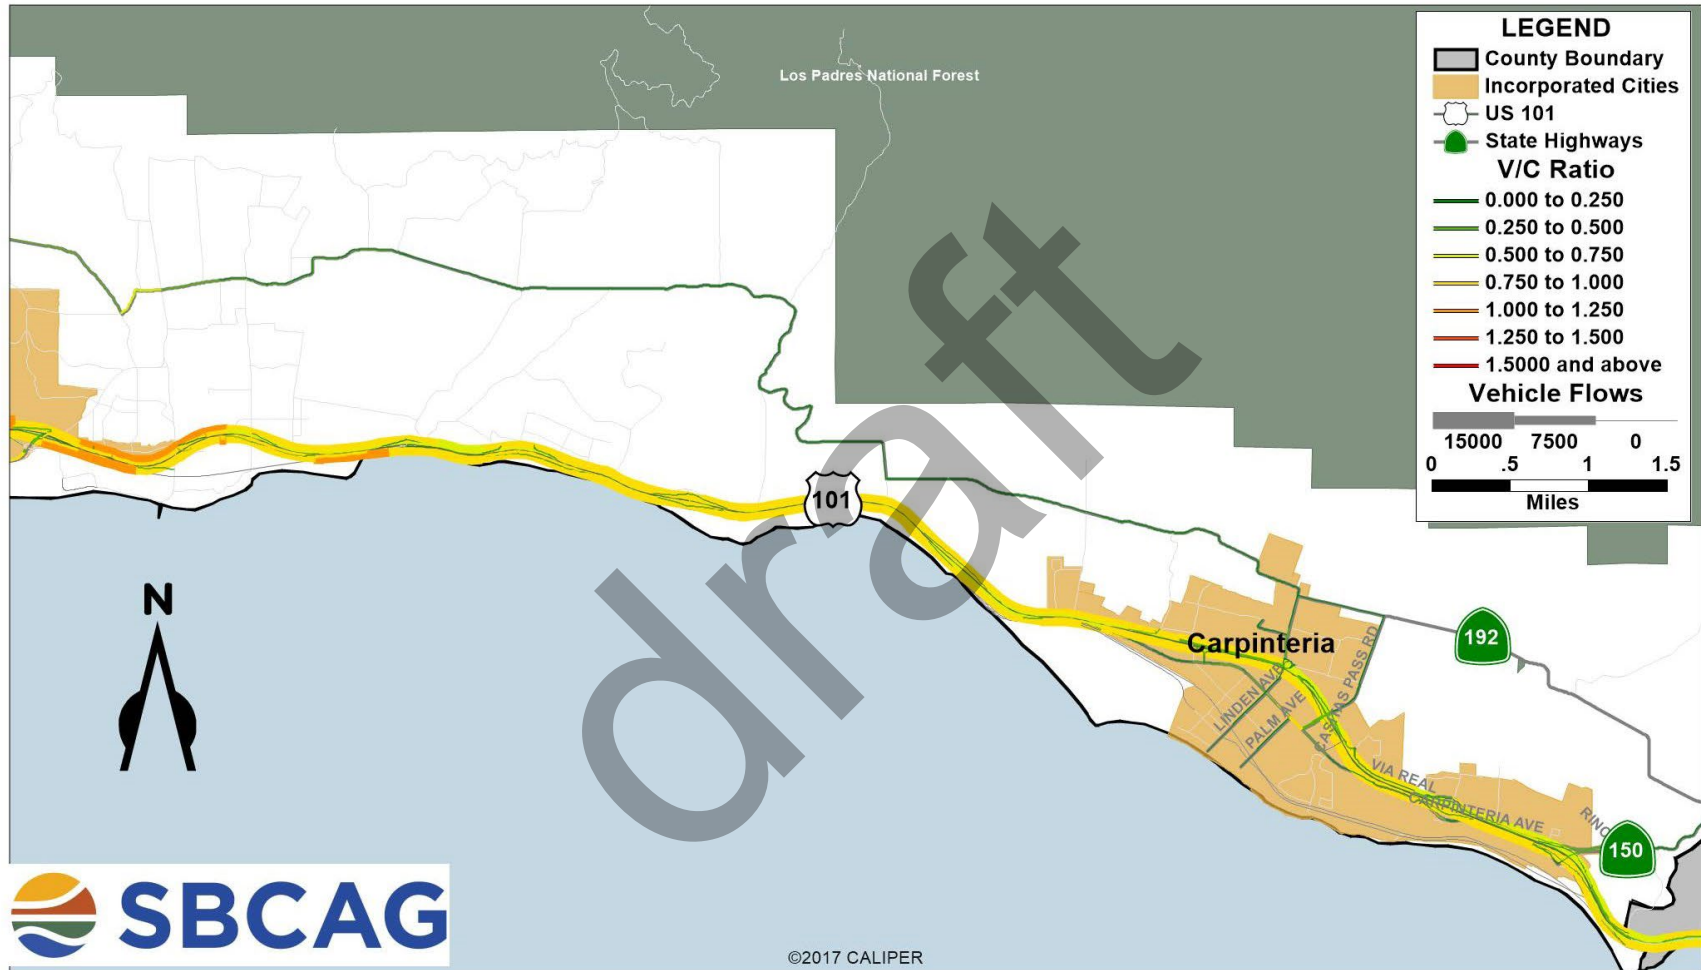 Los Padres National Forest
LEGEND
County Boundary
Incorporated Cities
US 101
State Highways
V/C Ratio
0.000 to 0.250
0.250 to 0.500
0.500 to 0.750
0.750 to 1.000
1.000 to 1.250
1.250 to 1.500
1.5000 and above
Vehicle Flows
15000 7500 0
0 .5 1 1.5
Miles
draft
101
N
192
Carpinteria
LINDEN AVE
PALM AVE
CASITAS PASS RD
VIA REAL
CARPINTERIA AVE
RINC
150
SBCAG
©2017 CALIPER